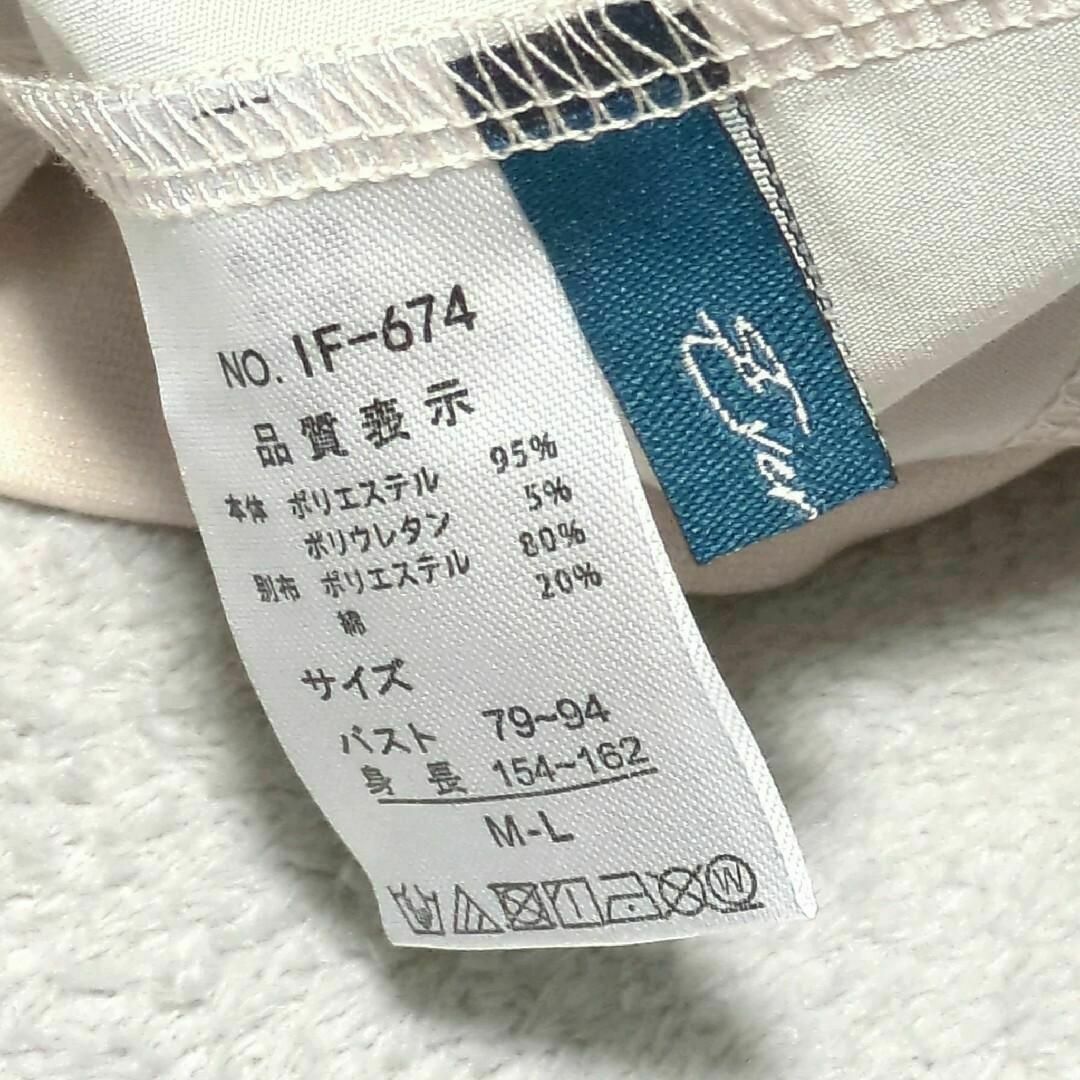 NO. IF-674
品質表示
本体 ポリエステル 95%
ポリウレタン 5%
別布 ポリエステル 80%
綿 20%
サイズ
バスト 79~94
身長 154~162
M-L
W